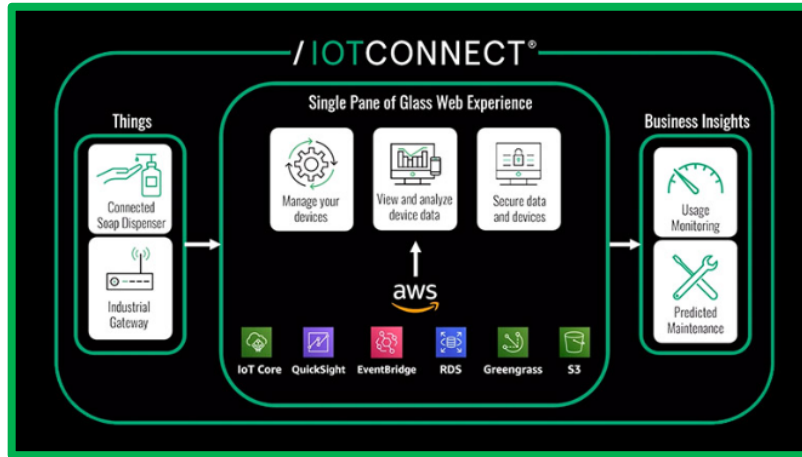 /IOTCONNECT®
Things
Connected
Soap Dispenser
Industrial
Gateway
Single Pane of Glass Web Experience
Manage your
devices
View and analyze
device data
Secure data
and devices
aws
IoT Core
QuickSight
EventBridge
RDS
Greengrass
S3
Business Insights
Usage
Monitoring
Predicted
Maintenance